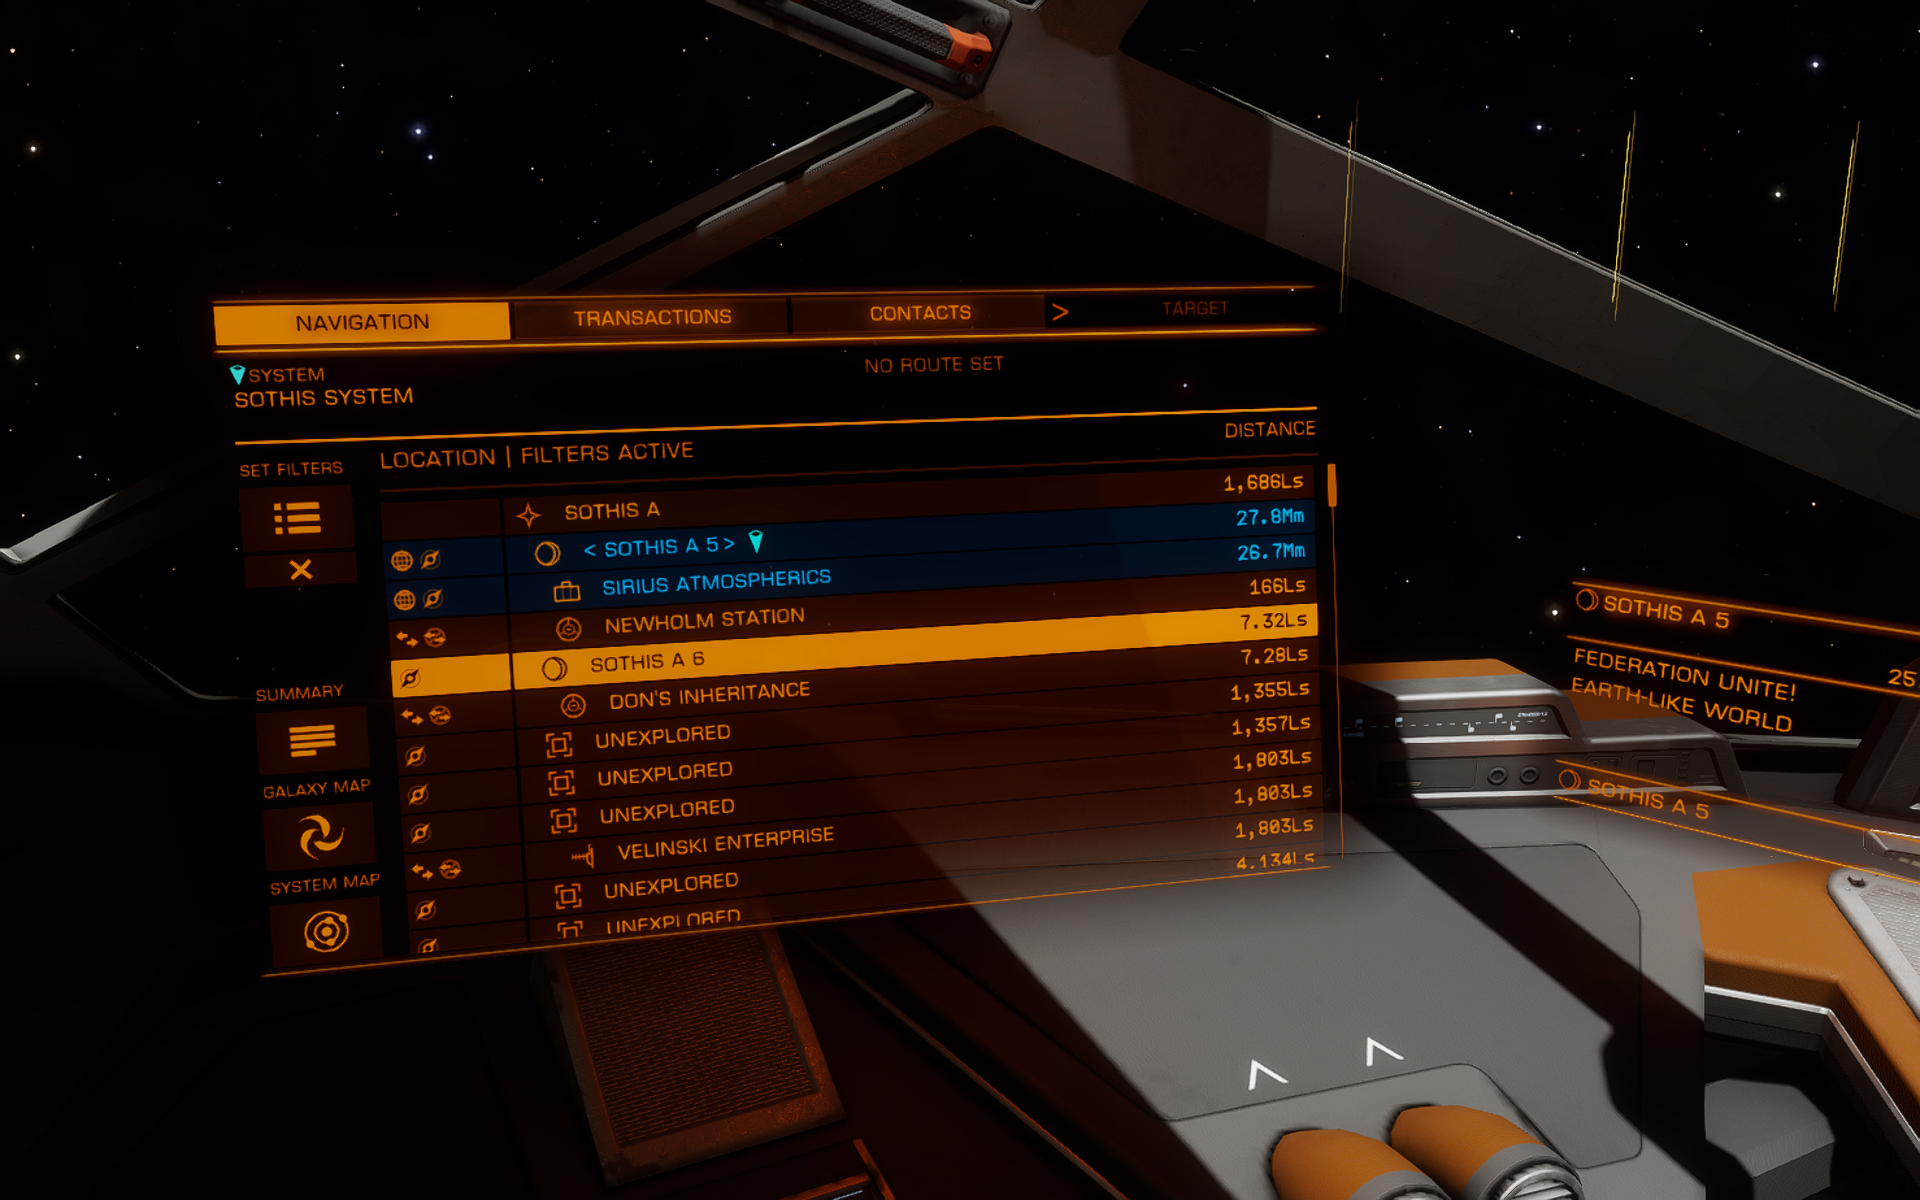 NAVIGATION TRANSACTIONS CONTACTS > TARGET
SYSTEM
SOTHIS SYSTEM
NO ROUTE SET
SET FILTERS
LOCATION | FILTERS ACTIVE DISTANCE
SOTHIS A 1,686Ls
< SOTHIS A 5 > 27.8Mm
SIRIUS ATMOSPHERICS 26.7Mm
NEWHOLM STATION 166Ls
SOTHIS A 6 7.32Ls
DON'S INHERITANCE 7.28Ls
UNEXPLORED 1,355Ls
UNEXPLORED 1,357Ls
UNEXPLORED 1,803Ls
VELINSKI ENTERPRISE 1,803Ls
UNEXPLORED 1,803Ls
UNEXPLORED 4,134Ls
SUMMARY
GALAXY MAP
SYSTEM MAP
SOTHIS A 5
FEDERATION UNITE! 25
EARTH-LIKE WORLD
SOTHIS A 5